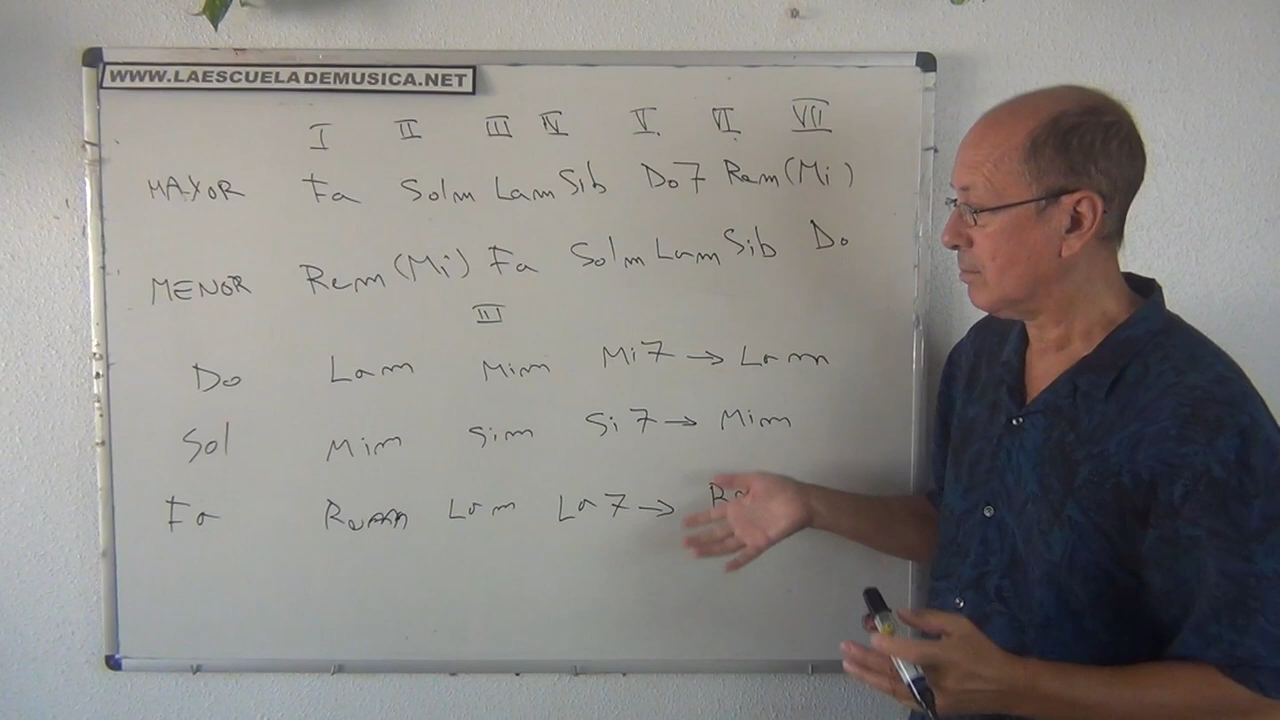 WWW.LAESCUELADEMUSICA.NET
I II III IV V VI VII
MAYOR Fa Solm Lam Sib Do7 Rem (Mi)
MENOR Rem (Mi) Fa Solm Lam Sib Do
III
Do Lam Mim Mi7 → Lam
Sol Mim Sim Si7 → Mim
Fa Rem Lam La7 →